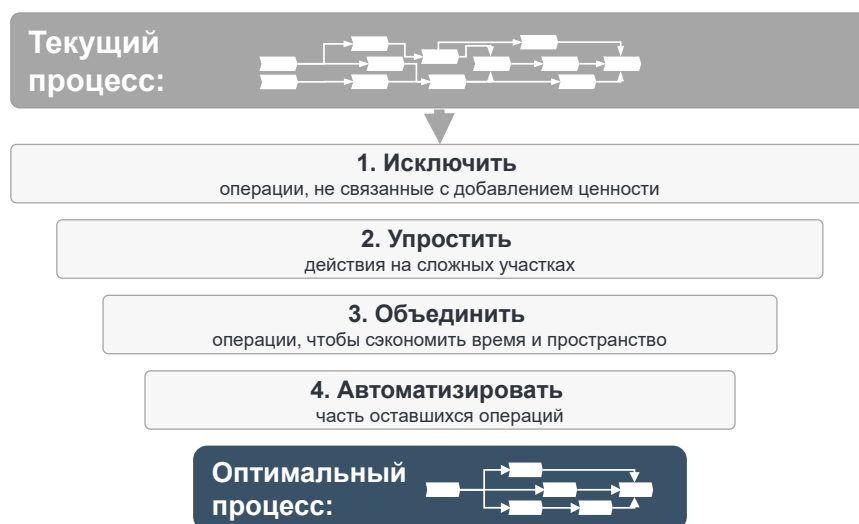 Текущий
процесс:
1. Исключить
операции, не связанные с добавлением ценности
2. Упростить
действия на сложных участках
3. Объединить
операции, чтобы сэкономить время и пространство
4. Автоматизировать
часть оставшихся операций
Оптимальный
процесс: